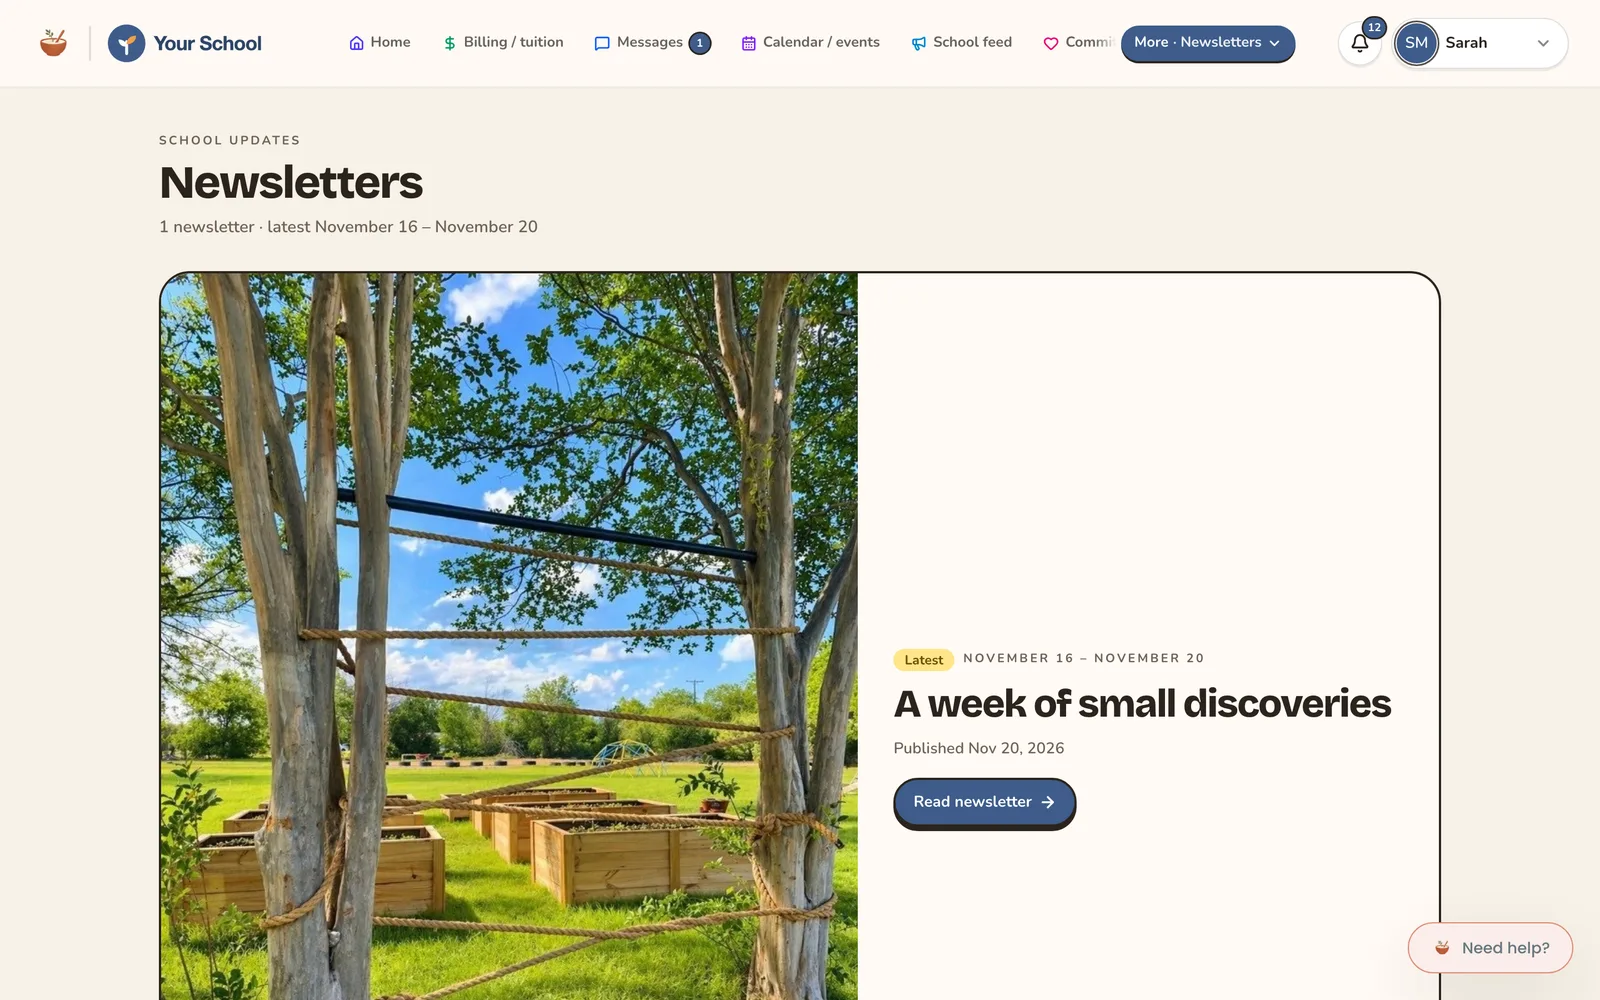 Your School
Home
Billing / tuition
Messages 1
Calendar / events
School feed
More · Newsletters
12
SM Sarah
SCHOOL UPDATES
Newsletters
1 newsletter · latest November 16 – November 20
Latest NOVEMBER 16 – NOVEMBER 20
A week of small discoveries
Published Nov 20, 2026
Read newsletter
Need help?